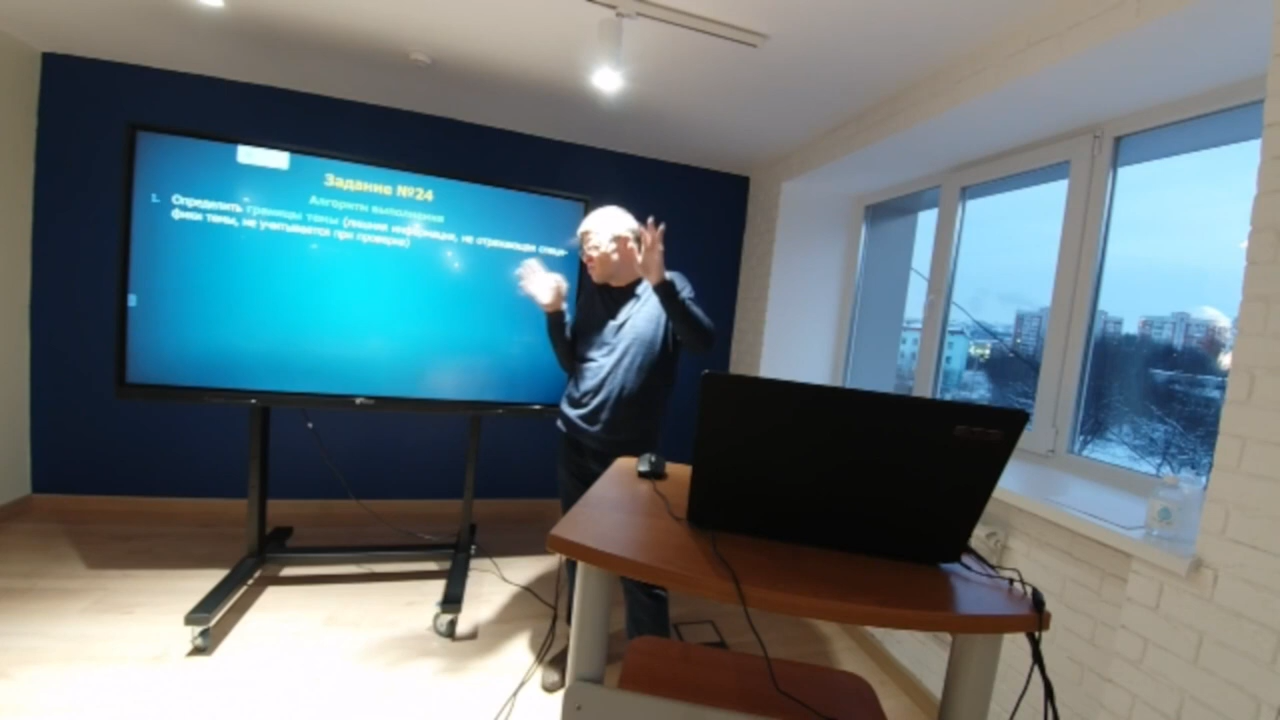 Задание №24
Алгоритм выполнения
1. Определить границы темы (лишняя информация, не отражающая специ-
фики темы, не учитывается при проверке)